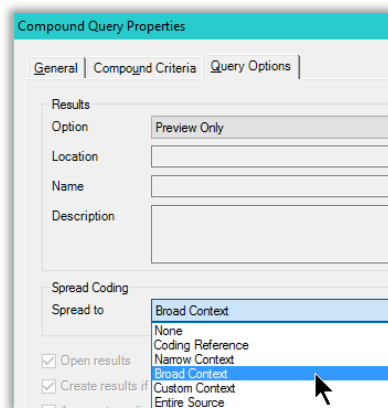 Compound Query Properties
General Compound Criteria Query Options
Results
Option Preview Only
Location
Name
Description
Spread Coding
Spread to Broad Context
None
Coding Reference
Open results Narrow Context
Broad Context
Create results if Custom Context
Entire Source